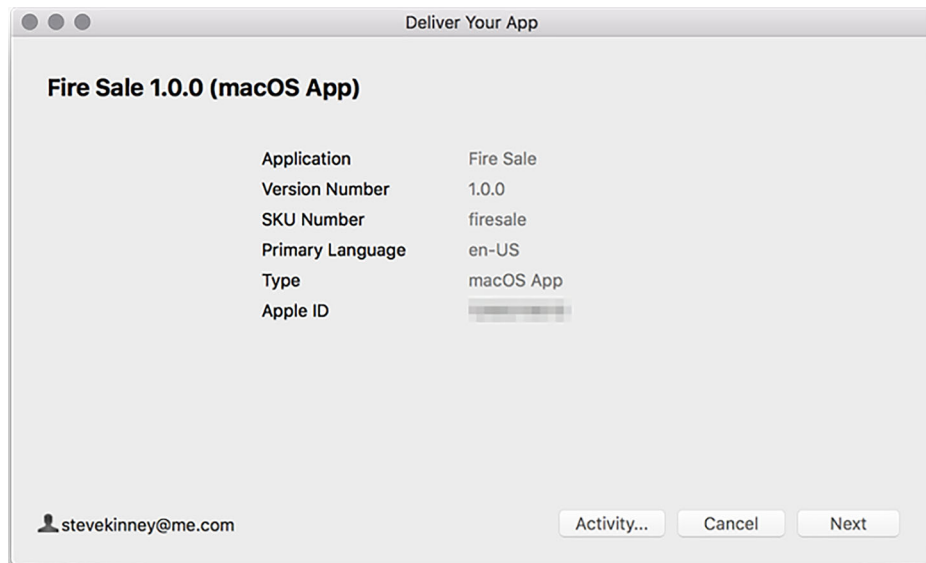 Deliver Your App
Fire Sale 1.0.0 (macOS App)
Application Fire Sale
Version Number 1.0.0
SKU Number firesale
Primary Language en-US
Type macOS App
Apple ID
stevekinney@me.com Activity... Cancel Next